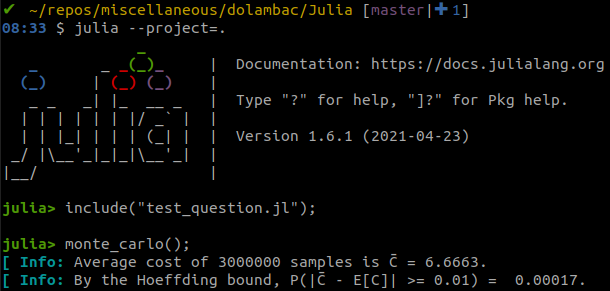 ✔ ~/repos/miscellaneous/dolambac/Julia [master|✚ 1]
08:33 $ julia --project=.
               _
   _       _ _(_)_     |  Documentation: https://docs.julialang.org
  (_)     | (_) (_)    |
   _ _   _| |_  __ _   |  Type "?" for help, "]?" for Pkg help.
  | | | | | | |/ _` |  |
  | | |_| | | | (_| |  |  Version 1.6.1 (2021-04-23)
 _/ |\__'_|_|_|\__'_|  |
|__/                   |
julia> include("test_question.jl");
julia> monte_carlo();
[ Info: Average cost of 3000000 samples is C̄ = 6.6663.
[ Info: By the Hoeffding bound, P(|C̄ - E[C]| >= 0.01) =  0.00017.